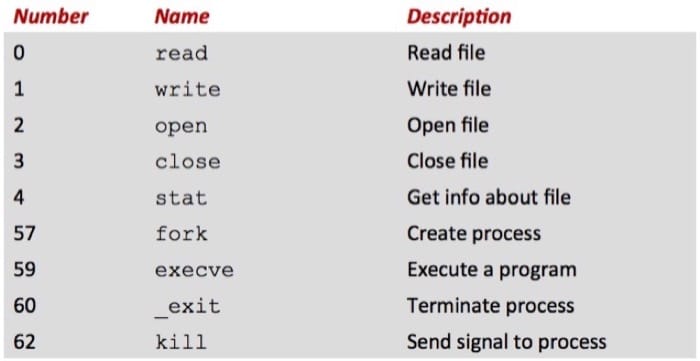 Number Name Description
0 read Read file
1 write Write file
2 open Open file
3 close Close file
4 stat Get info about file
57 fork Create process
59 execve Execute a program
60 _exit Terminate process
62 kill Send signal to process